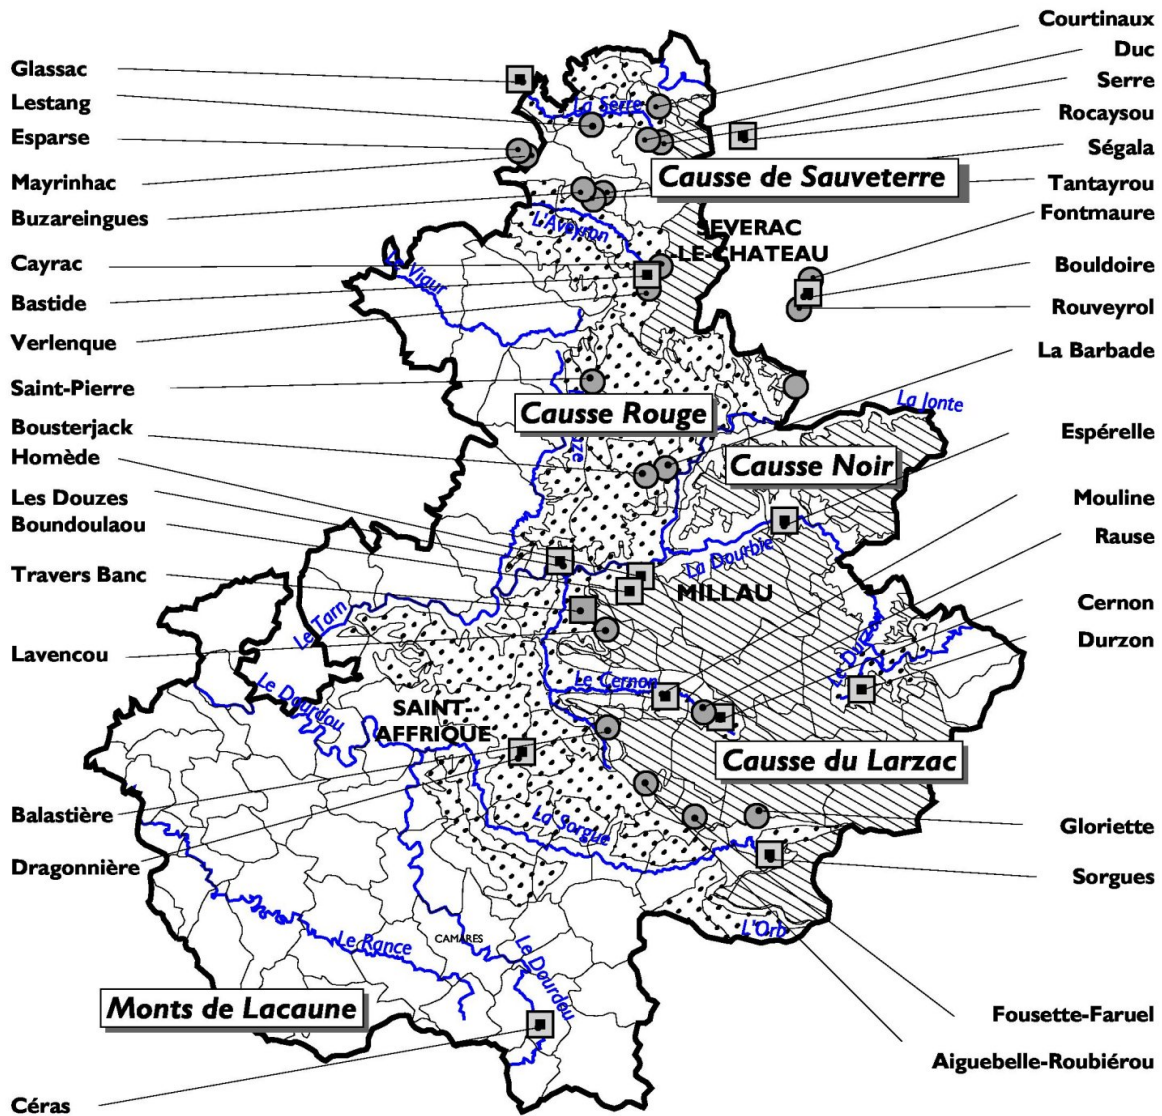 Courtinaux
Duc
Glassac
Serre
Lestang
La Serre
Rocaysou
Esparse
Ségala
Causse de Sauveterre
Mayrinhac
Tantayrou
Buzareingues
Fontmaure
L'Aveyron
SEVERAC
-LE-CHATEAU
Cayrac
Le Viaur
Bouldoire
Bastide
Rouveyrol
Verlenque
La Barbade
Saint-Pierre
La Jonte
Causse Rouge
Bousterjack
Espérelle
Homède
Causse Noir
Les Douzes
Mouline
Boundoulaou
Rause
La Dourbie
Travers Banc
MILLAU
Cernon
Le Tarn
Durzon
Lavencou
Le Durzon
Le Cernon
Le Dourdou
SAINT-
AFFRIQUE
Causse du Larzac
Balastière
La Sorgue
Gloriette
Dragonnière
Sorgues
L'Orb
Le Rance
CAMARES
Le Dourdou
Monts de Lacaune
Fousette-Faruel
Aiguebelle-Roubiérou
Céras